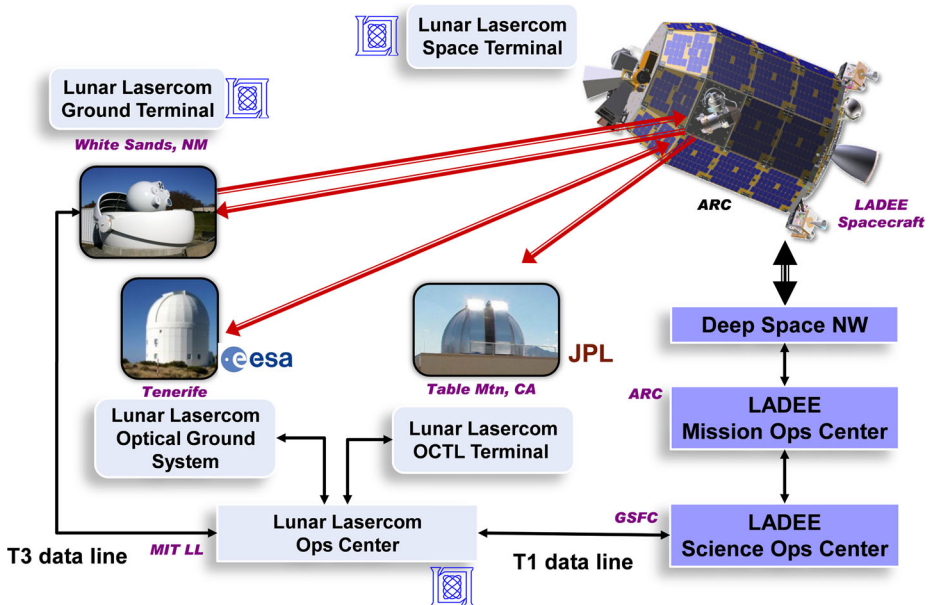 Lunar Lasercom
Space Terminal
Lunar Lasercom
Ground Terminal
White Sands, NM
ARC
LADEE
Spacecraft
esa
JPL
Tenerife
Table Mtn, CA
Deep Space NW
Lunar Lasercom
Optical Ground
System
Lunar Lasercom
OCTL Terminal
ARC
LADEE
Mission Ops Center
Lunar Lasercom
Ops Center
GSFC
LADEE
Science Ops Center
T3 data line
MIT LL
T1 data line